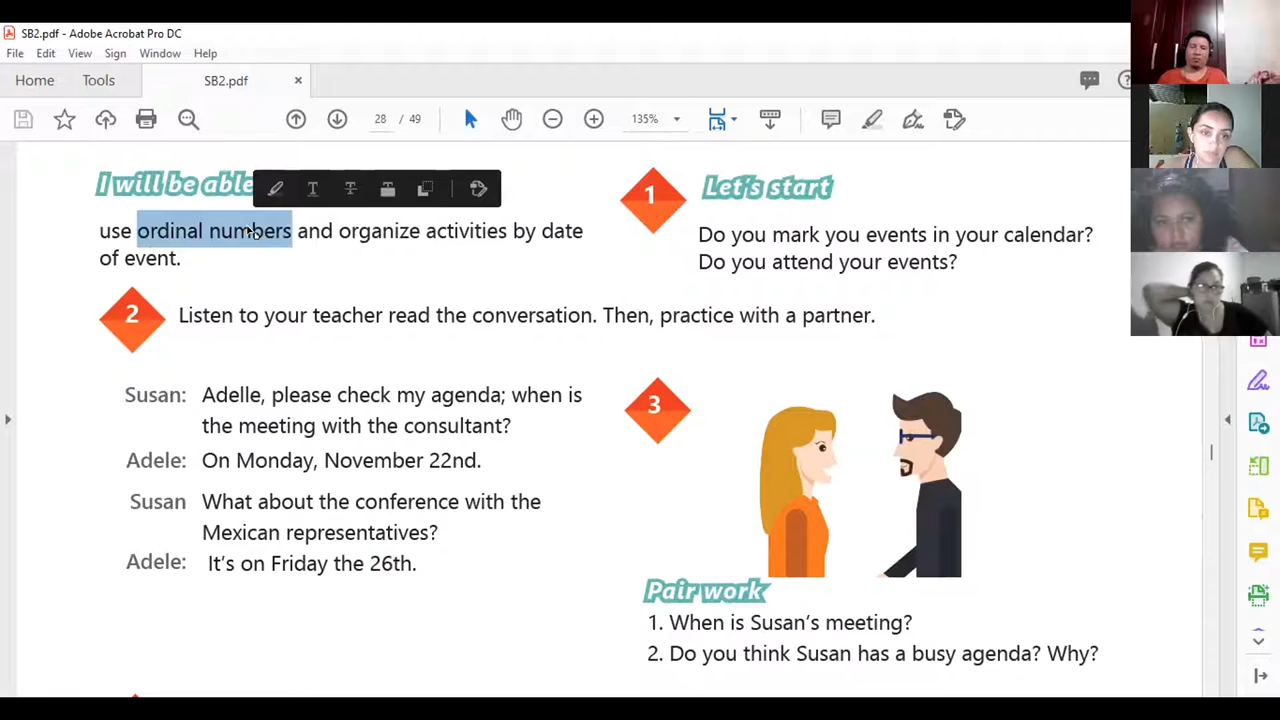 SB2.pdf - Adobe Acrobat Pro DC
File Edit View Sign Window Help
Home Tools SB2.pdf ×
28 / 49 135%
I will be able
use ordinal numbers and organize activities by date
of event.
1 Let's start
Do you mark you events in your calendar?
Do you attend your events?
2 Listen to your teacher read the conversation. Then, practice with a partner.
Susan: Adelle, please check my agenda; when is
the meeting with the consultant?
Adele: On Monday, November 22nd.
Susan What about the conference with the
Mexican representatives?
Adele: It's on Friday the 26th.
3
Pair work
1. When is Susan's meeting?
2. Do you think Susan has a busy agenda? Why?